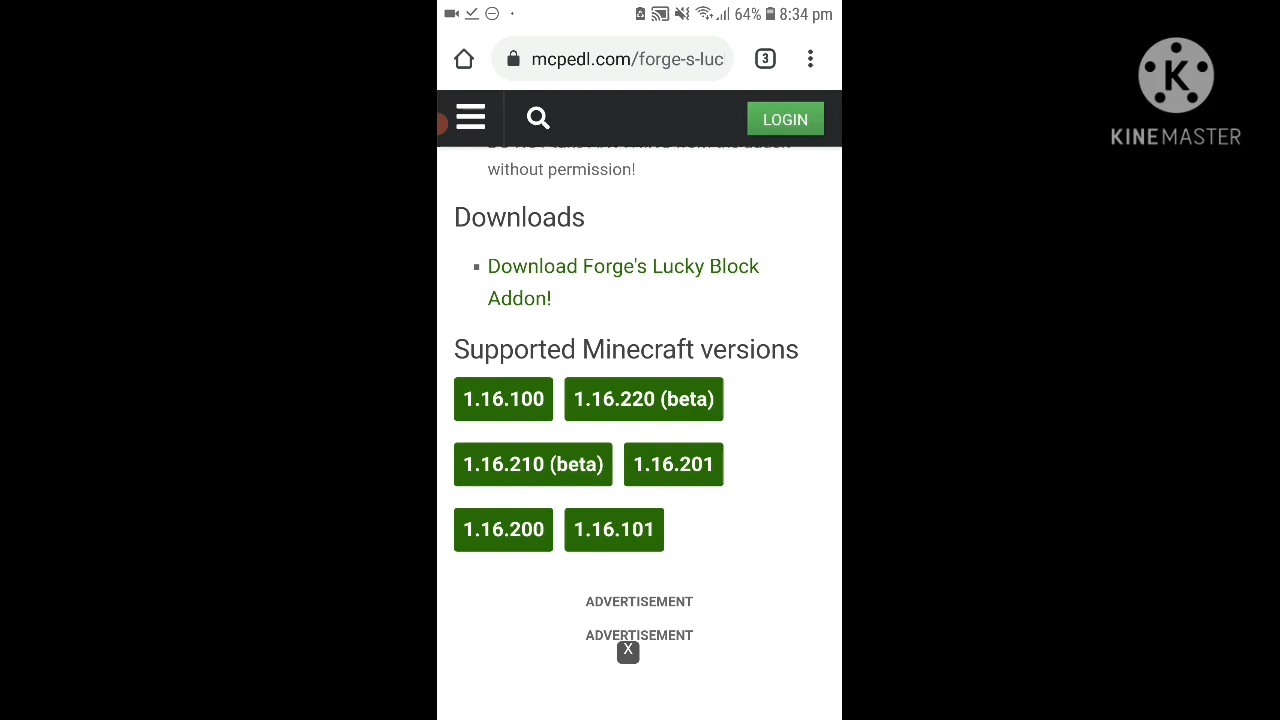 64% 8:34 pm
mcpedl.com/forge-s-luc
3
K
KINEMASTER
LOGIN
without permission!
Downloads
Download Forge's Lucky Block
Addon!
Supported Minecraft versions
1.16.100 1.16.220 (beta)
1.16.210 (beta) 1.16.201
1.16.200 1.16.101
ADVERTISEMENT
ADVERTISEMENT
X